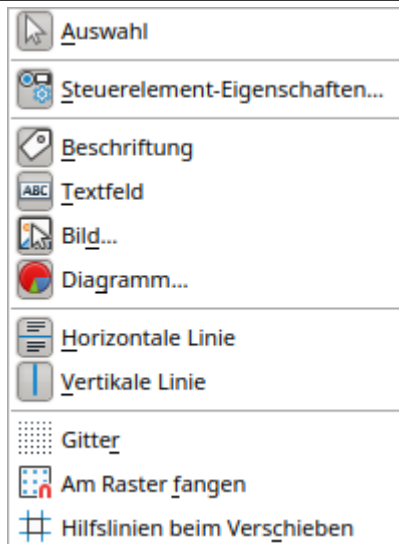 Auswahl
Steuerelement-Eigenschaften...
Beschriftung
ABC Textfeld
Bild...
Diagramm...
Horizontale Linie
Vertikale Linie
Gitter
Am Raster fangen
Hilfslinien beim Verschieben